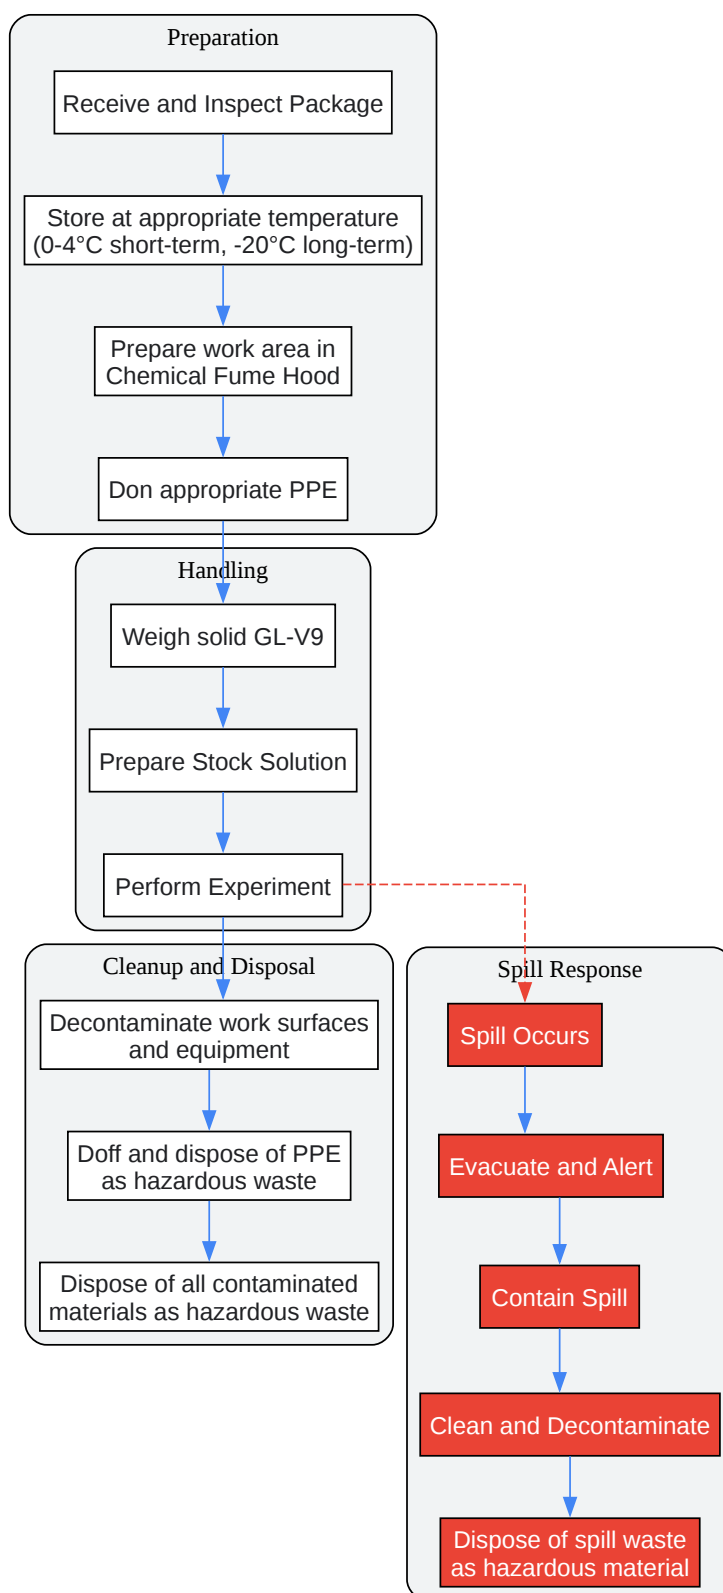 Preparation
Receive and Inspect Package
Store at appropriate temperature
(0-4°C short-term, -20°C long-term)
Prepare work area in
Chemical Fume Hood
Don appropriate PPE
Handling
Weigh solid GL-V9
Prepare Stock Solution
Perform Experiment
Cleanup and Disposal
Decontaminate work surfaces
and equipment
Doff and dispose of PPE
as hazardous waste
Dispose of all contaminated
materials as hazardous waste
Spill Response
Spill Occurs
Evacuate and Alert
Contain Spill
Clean and Decontaminate
Dispose of spill waste
as hazardous material